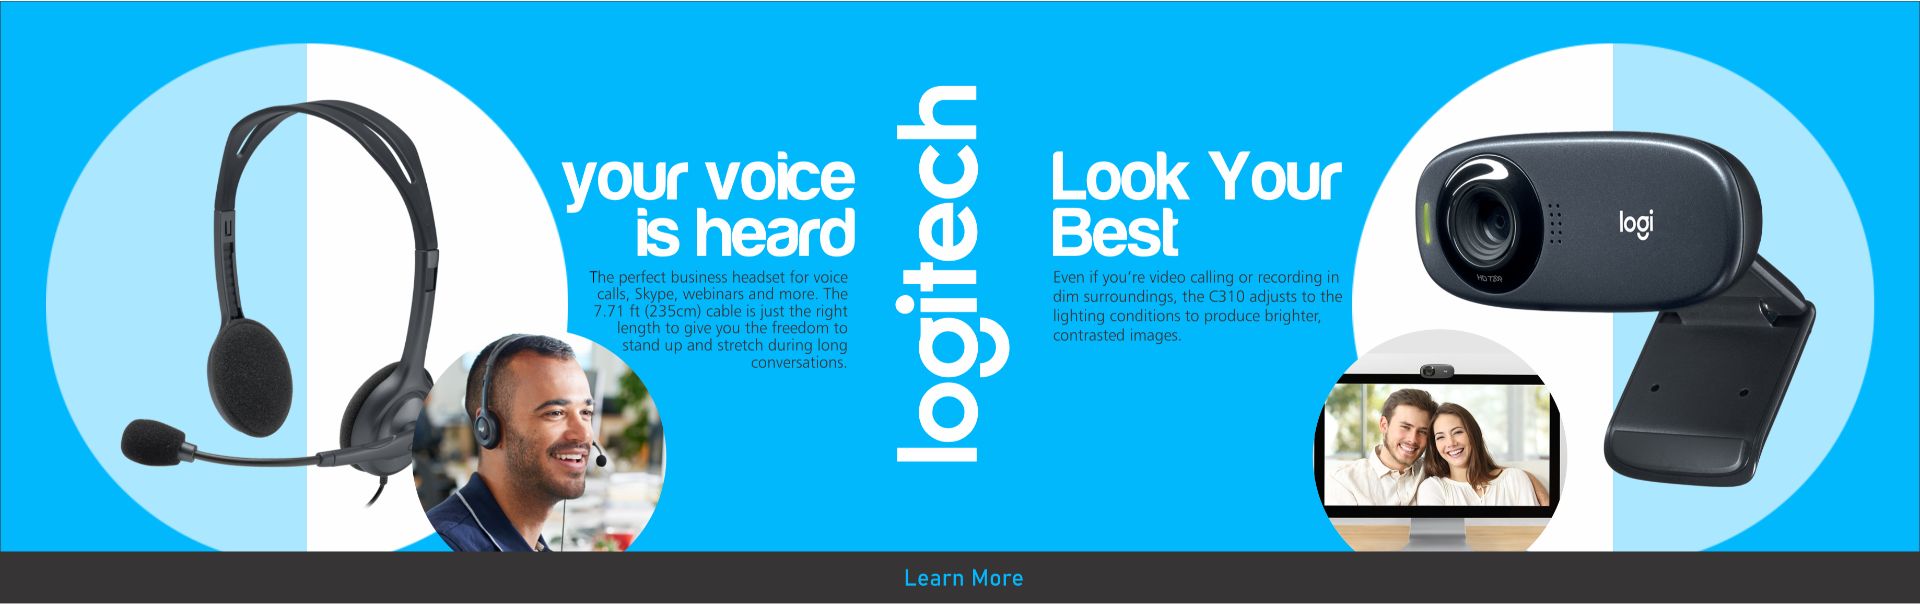 your voice
is heard
The perfect business headset for voice
calls, Skype, webinars and more. The
7.71 ft (235cm) cable is just the right
length to give you the freedom to
stand up and stretch during long
conversations.
logitech
Look Your
Best
Even if you're video calling or recording in
dim surroundings, the C310 adjusts to the
lighting conditions to produce brighter,
contrasted images.
logi
HD 720p
Learn More